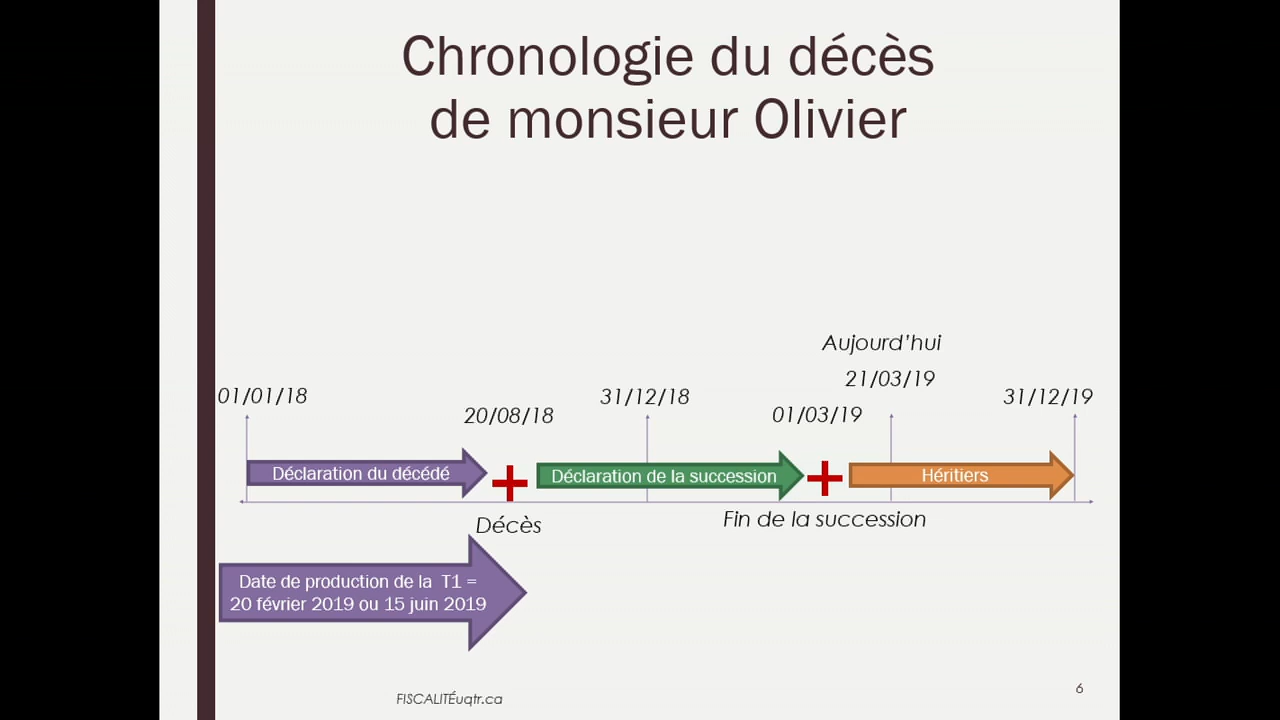 Chronologie du décès
de monsieur Olivier
Aujourd'hui
21/03/19
01/01/18
20/08/18
31/12/18
01/03/19
31/12/19
Déclaration du décédé
Déclaration de la succession
Héritiers
Décès
Fin de la succession
Date de production de la T1 =
20 février 2019 ou 15 juin 2019
FISCALITÉuqtr.ca
6